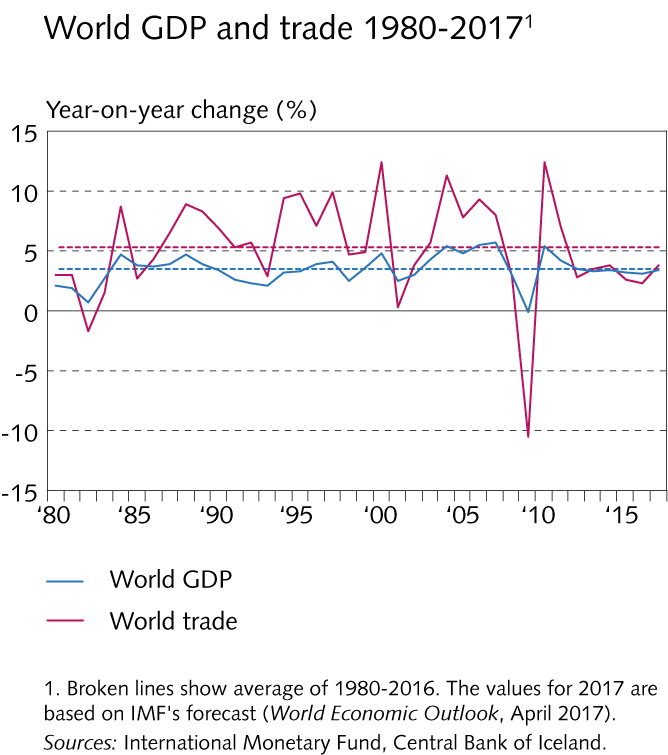 World GDP and trade 1980-2017¹
Year-on-year change (%)
15
10
5
0
-5
-10
-15
‘80 ‘85 ‘90 ‘95 ‘00 ‘05 ‘10 ‘15
World GDP
World trade
1. Broken lines show average of 1980-2016. The values for 2017 are
based on IMF's forecast (World Economic Outlook, April 2017).
Sources: International Monetary Fund, Central Bank of Iceland.